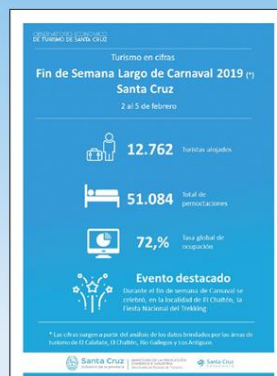 OBSERVATORIO ECONÓMICO
DE TURISMO DE SANTA CRUZ
Turismo en cifras
Fin de Semana Largo de Carnaval 2019 (*)
Santa Cruz
2 al 5 de febrero
12.762 Turistas alojados
51.084 Total de
pernoctaciones
72,% Tasa global de
ocupación
Evento destacado
Durante el fin de semana de Carnaval se
celebró, en la localidad de El Chaltén, la
Fiesta Nacional del Trekking
* Las cifras surgen a partir del análisis de los datos brindados por las áreas de
turismo de El Calafate, El Chaltén, Río Gallegos y Los Antiguos
Santa Cruz
Santa Cruz